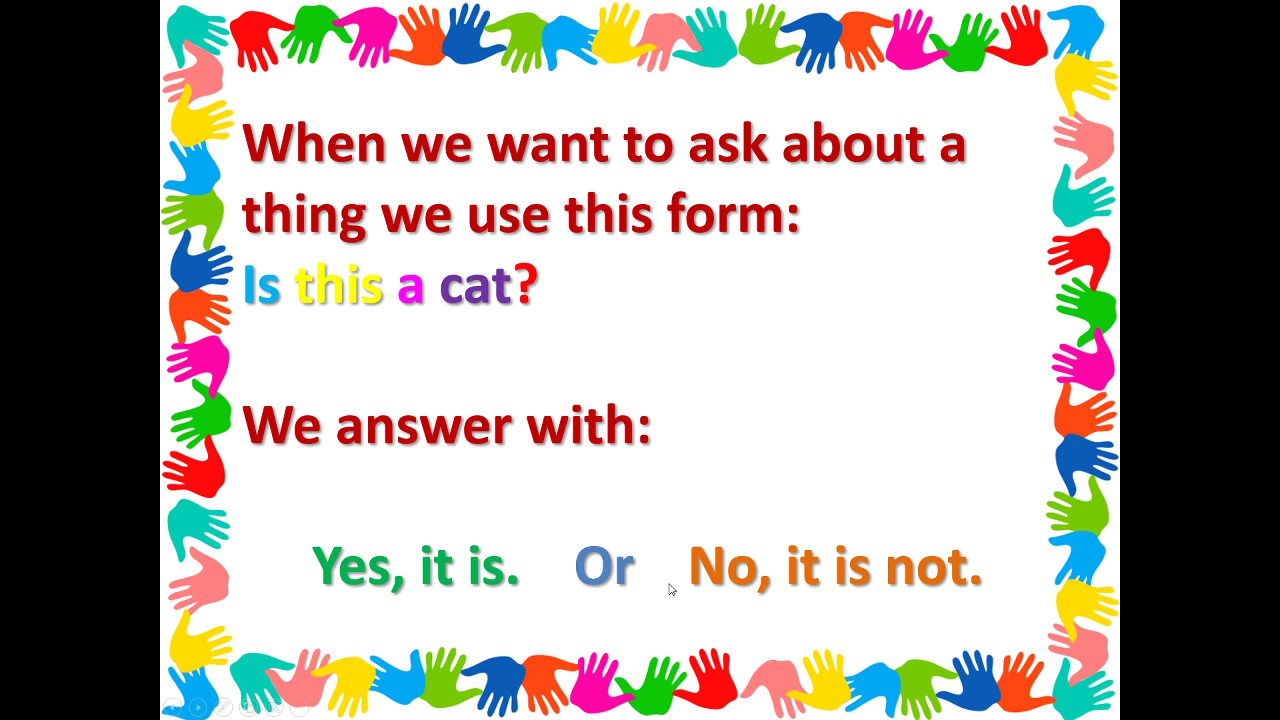 When we want to ask about a
thing we use this form:
Is this a cat?
We answer with:
Yes, it is. Or No, it is not.